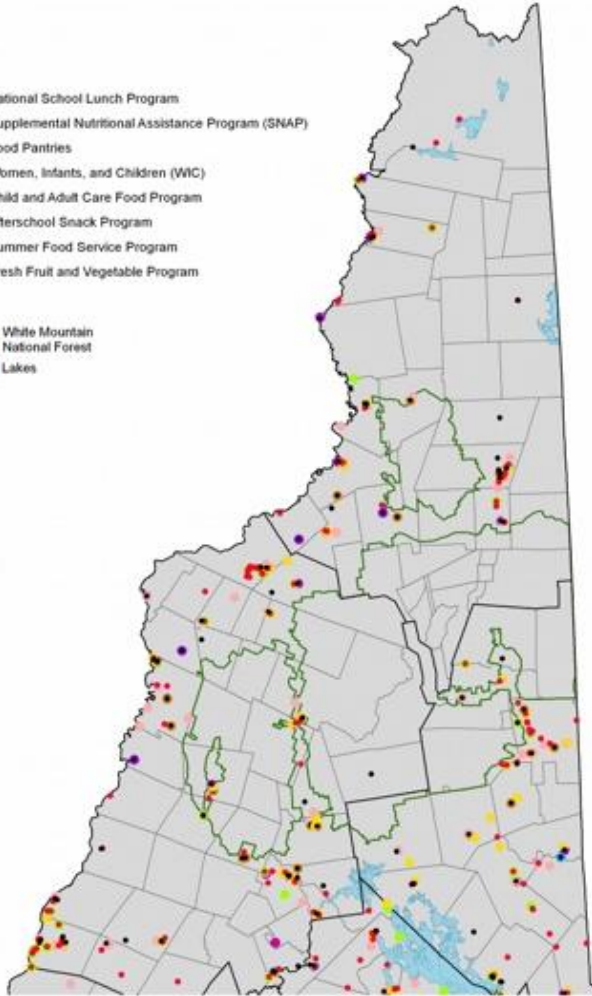 ational School Lunch Program
upplemental Nutritional Assistance Program (SNAP)
ood Pantries
omen, Infants, and Children (WIC)
hild and Adult Care Food Program
fterschool Snack Program
ummer Food Service Program
resh Fruit and Vegetable Program
White Mountain
National Forest
Lakes